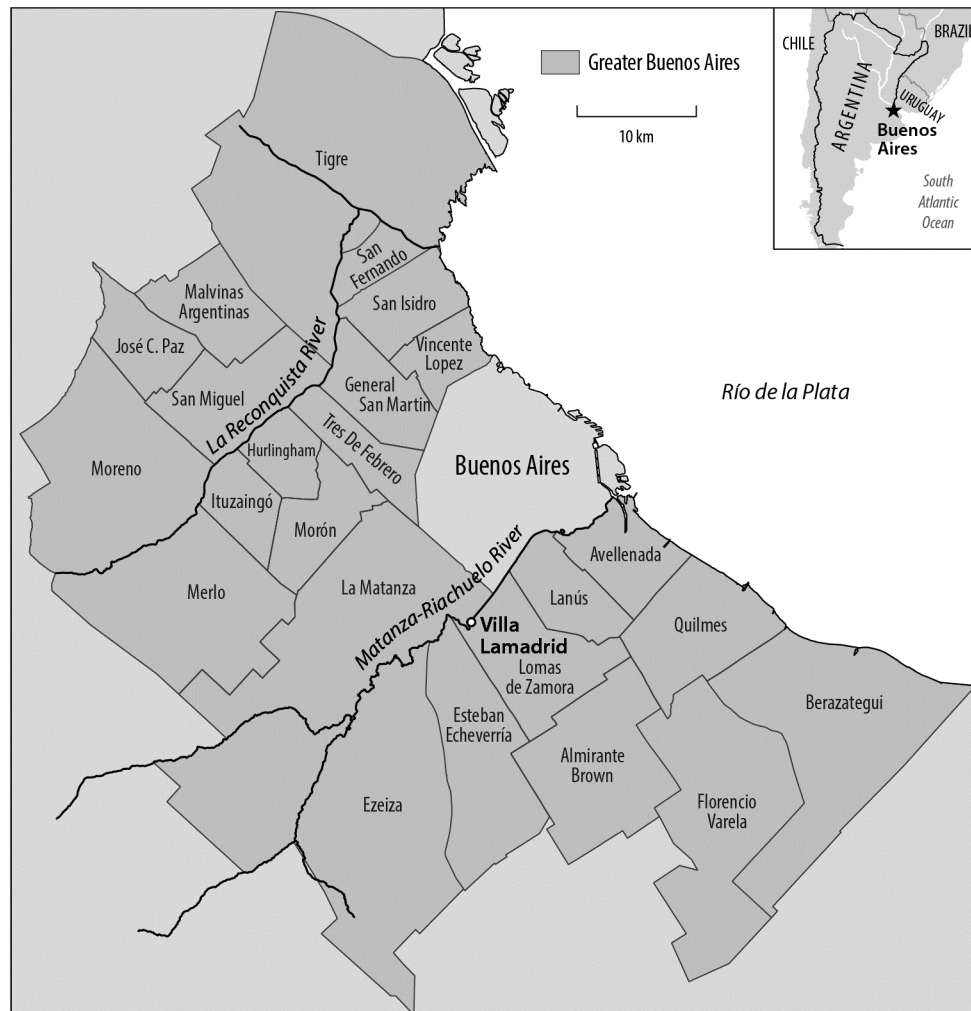 Greater Buenos Aires
10 km
CHILE
BRAZIL
ARGENTINA
URUGUAY
Buenos
Aires
South
Atlantic
Ocean
Tigre
San
Fernando
Malvinas
Argentinas
San Isidro
José C. Paz
Vincente
Lopez
La Reconquista River
General
San Martin
San Miguel
Río de la Plata
Tres De Febrero
Hurlingham
Moreno
Buenos Aires
Ituzaingó
Morón
Avellenada
Matanza-Riachuelo River
La Matanza
Merlo
Lanús
Villa
Lamadrid
Quilmes
Lomas
de Zamora
Berazategui
Esteban
Echeverría
Almirante
Brown
Ezeiza
Florencio
Varela